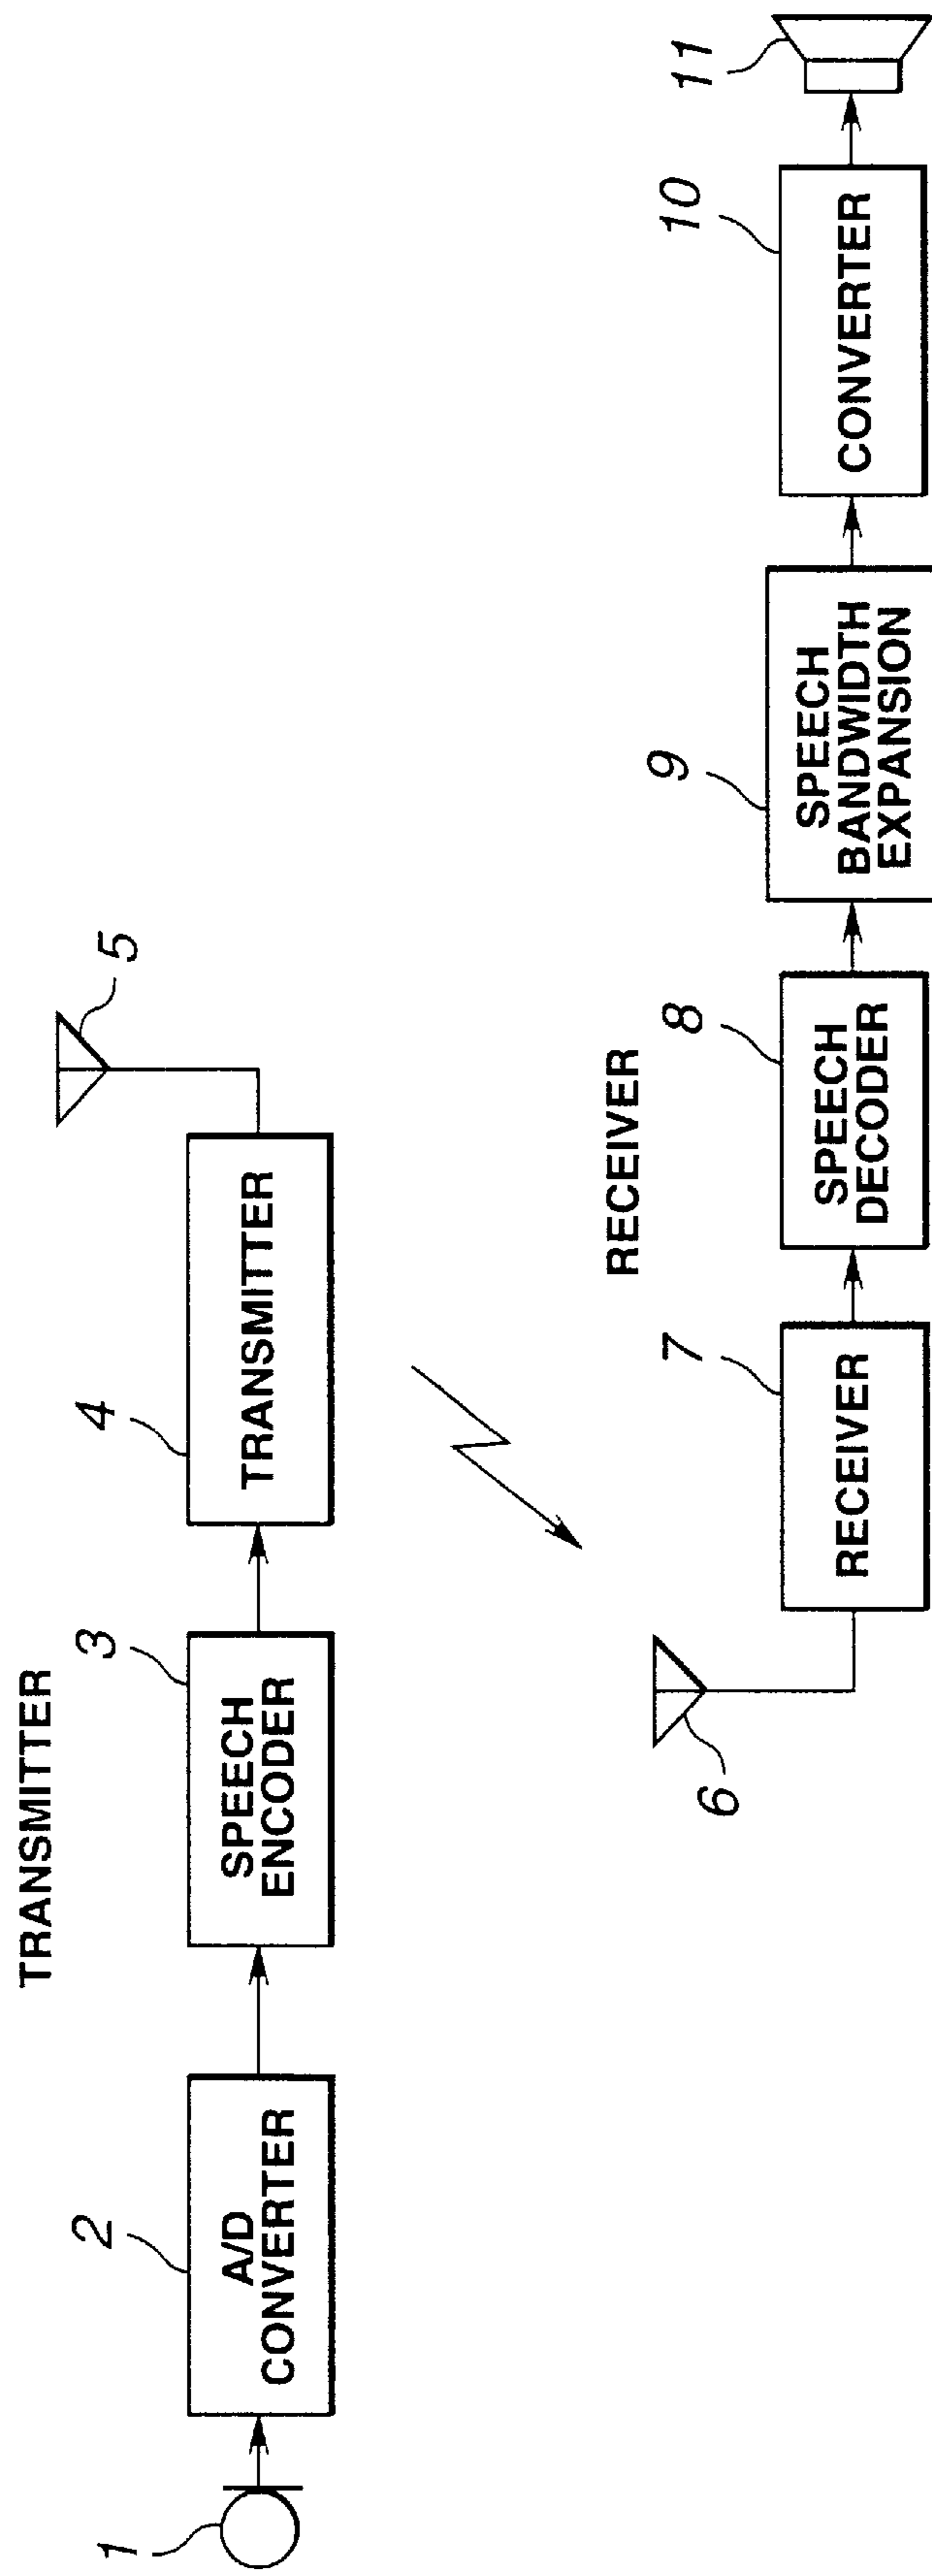 TRANSMITTER
1
2
A/D
CONVERTER
3
SPEECH
ENCODER
4
TRANSMITTER
5
RECEIVER
6
7
RECEIVER
8
SPEECH
DECODER
9
SPEECH
BANDWIDTH
EXPANSION
10
CONVERTER
11